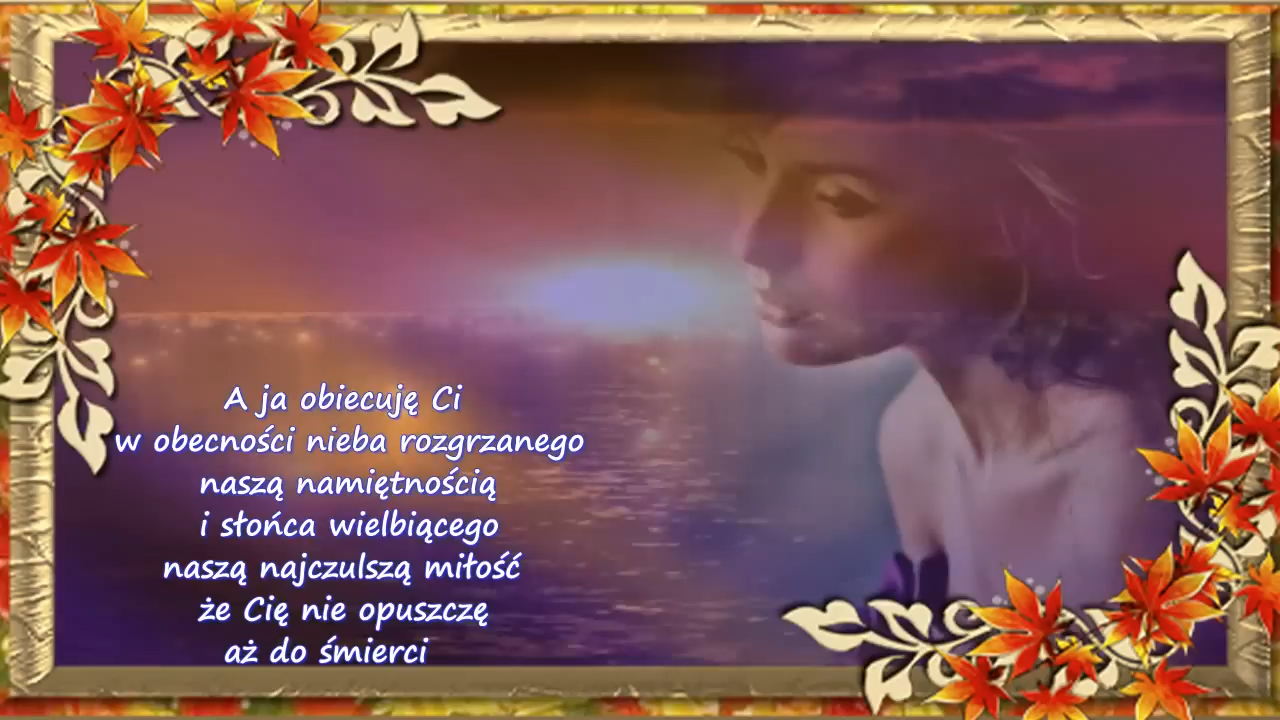 A ja obiecuję Ci
w obecności nieba rozgrzanego
naszą namiętnością
i słońca wielbiącego
naszą najczulszą miłość
że Cię nie opuszczę
aż do śmierci